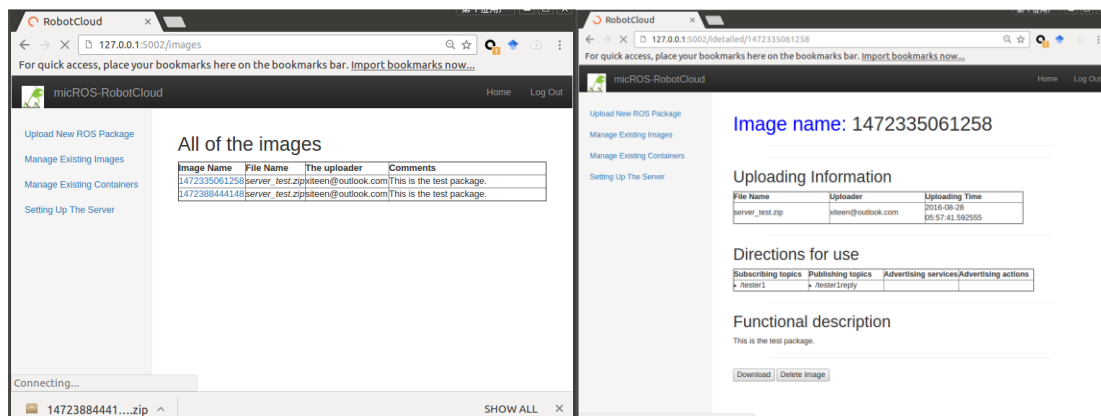 RobotCloud ×
127.0.0.1:5002/images
For quick access, place your bookmarks here on the bookmarks bar. Import bookmarks now...
micROS-RobotCloud Home Log Out
Upload New ROS Package
Manage Existing Images
Manage Existing Containers
Setting Up The Server
All of the images
Image Name File Name The uploader Comments
1472335061258 server_test.zip xiteen@outlook.com This is the test package.
1472388444148 server_test.zip siteen@outlook.com This is the test package.
Connecting...
14723884441....zip SHOW ALL ×
RobotCloud ×
127.0.0.1:5002/idetailed/1472335061258
For quick access, place your bookmarks here on the bookmarks bar. Import bookmarks now...
micROS-RobotCloud Home Log Out
Upload New ROS Package
Manage Existing Images
Manage Existing Containers
Setting Up The Server
Image name: 1472335061258
Uploading Information
File Name Uploader Uploading Time
server_test.zip xiteen@outlook.com 2016-08-28
05:57:41.592555
Directions for use
Subscribing topics Publishing topics Advertising services Advertising actions
• /tester1 • /tester1reply
Functional description
This is the test package.
Download Delete Image